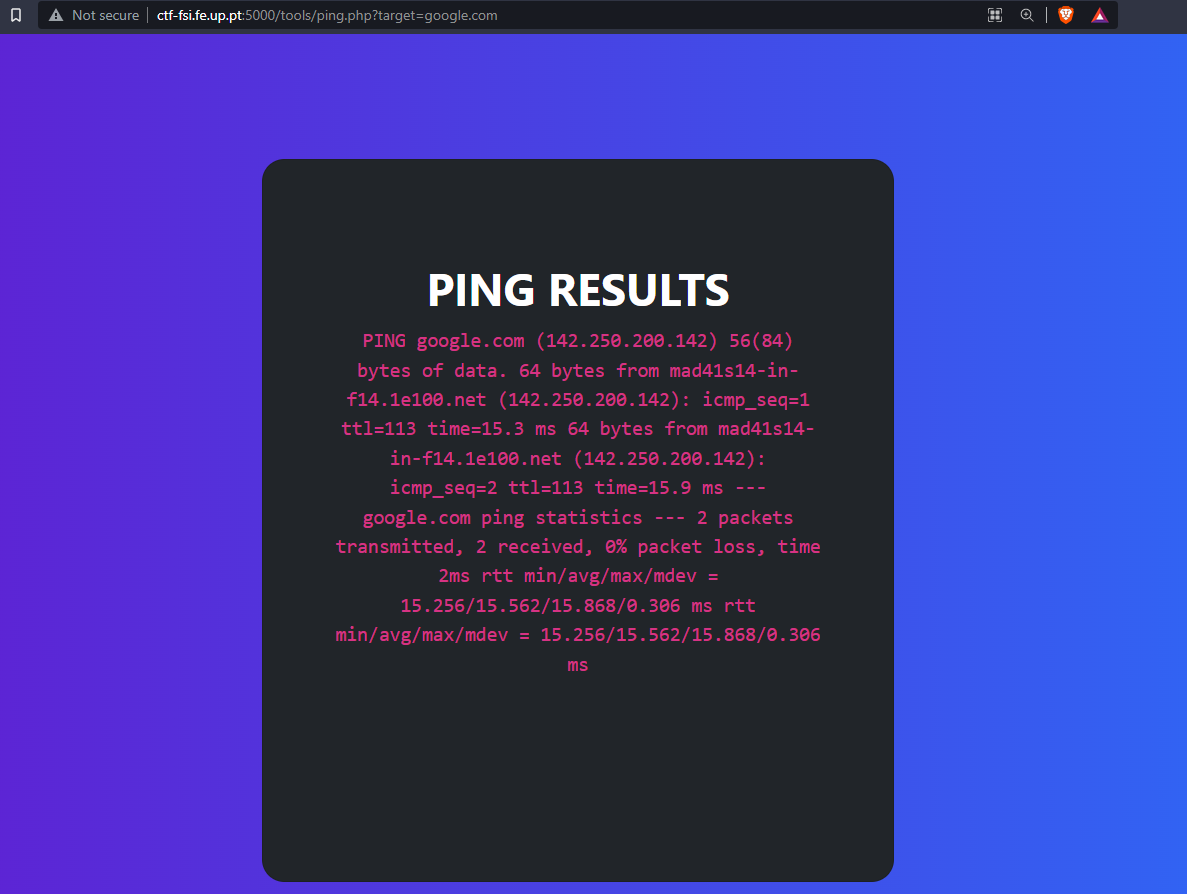 Not secure ctf-fsi.fe.up.pt:5000/tools/ping.php?target=google.com
PING RESULTS
PING google.com (142.250.200.142) 56(84)
bytes of data. 64 bytes from mad41s14-in-
f14.1e100.net (142.250.200.142): icmp_seq=1
ttl=113 time=15.3 ms 64 bytes from mad41s14-
in-f14.1e100.net (142.250.200.142):
icmp_seq=2 ttl=113 time=15.9 ms ---
google.com ping statistics --- 2 packets
transmitted, 2 received, 0% packet loss, time
2ms rtt min/avg/max/mdev =
15.256/15.562/15.868/0.306 ms rtt
min/avg/max/mdev = 15.256/15.562/15.868/0.306
ms